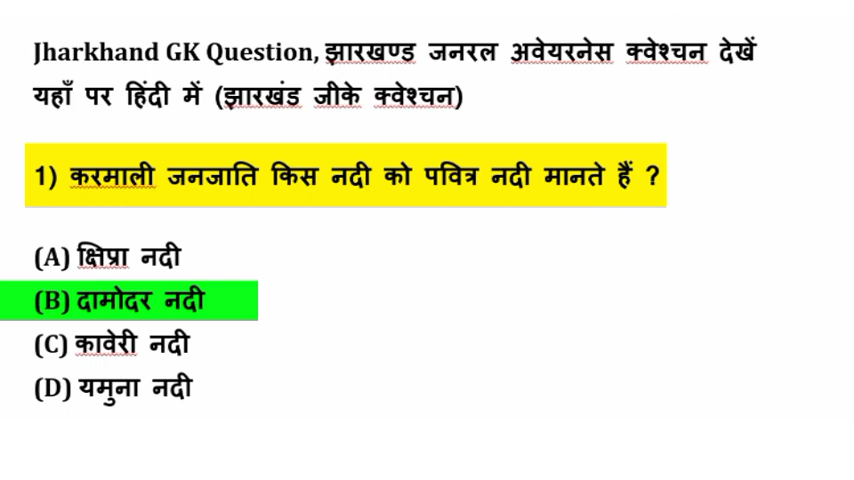 Jharkhand GK Question, झारखण्ड जनरल अवेयरनेस क्वेश्चन देखें
यहाँ पर हिंदी में (झारखंड जीके क्वेश्चन)
1) करमाली जनजाति किस नदी को पवित्र नदी मानते हैं ?
(A) क्षिप्रा नदी
(B) दामोदर नदी
(C) कावेरी नदी
(D) यमुना नदी